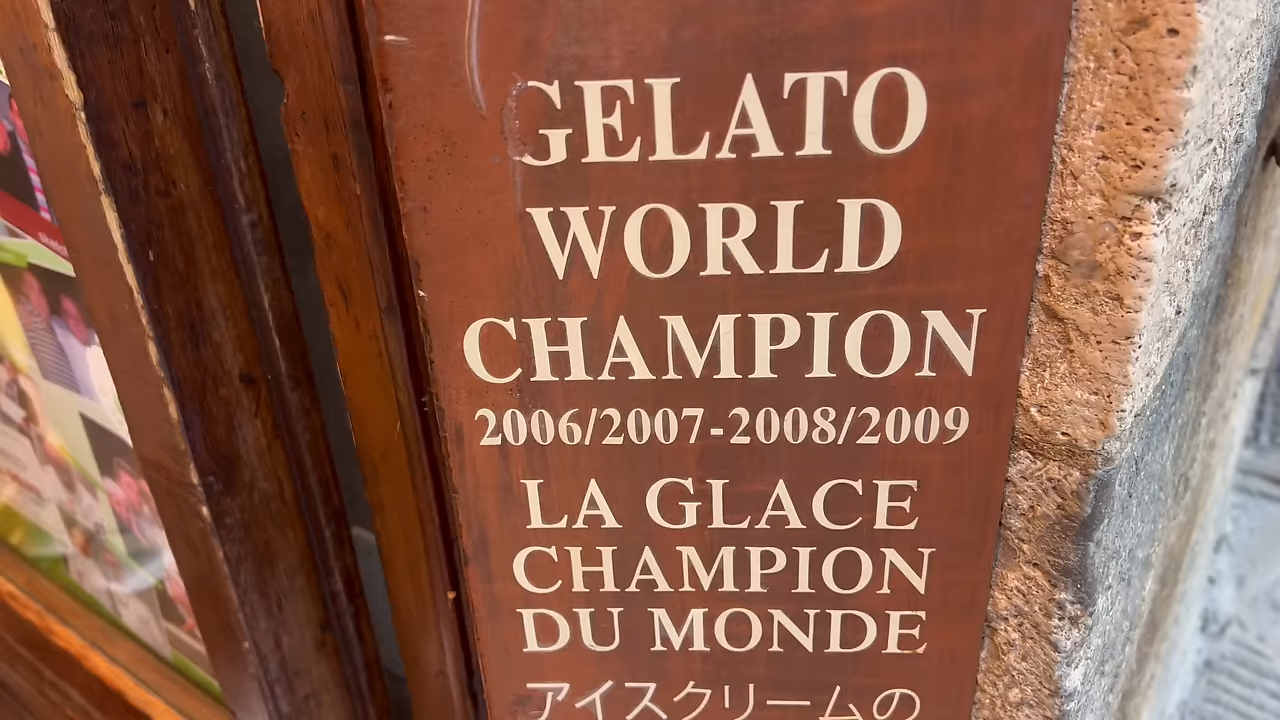 GELATO
WORLD
CHAMPION
2006/2007-2008/2009
LA GLACE
CHAMPION
DU MONDE
アイスクリームの